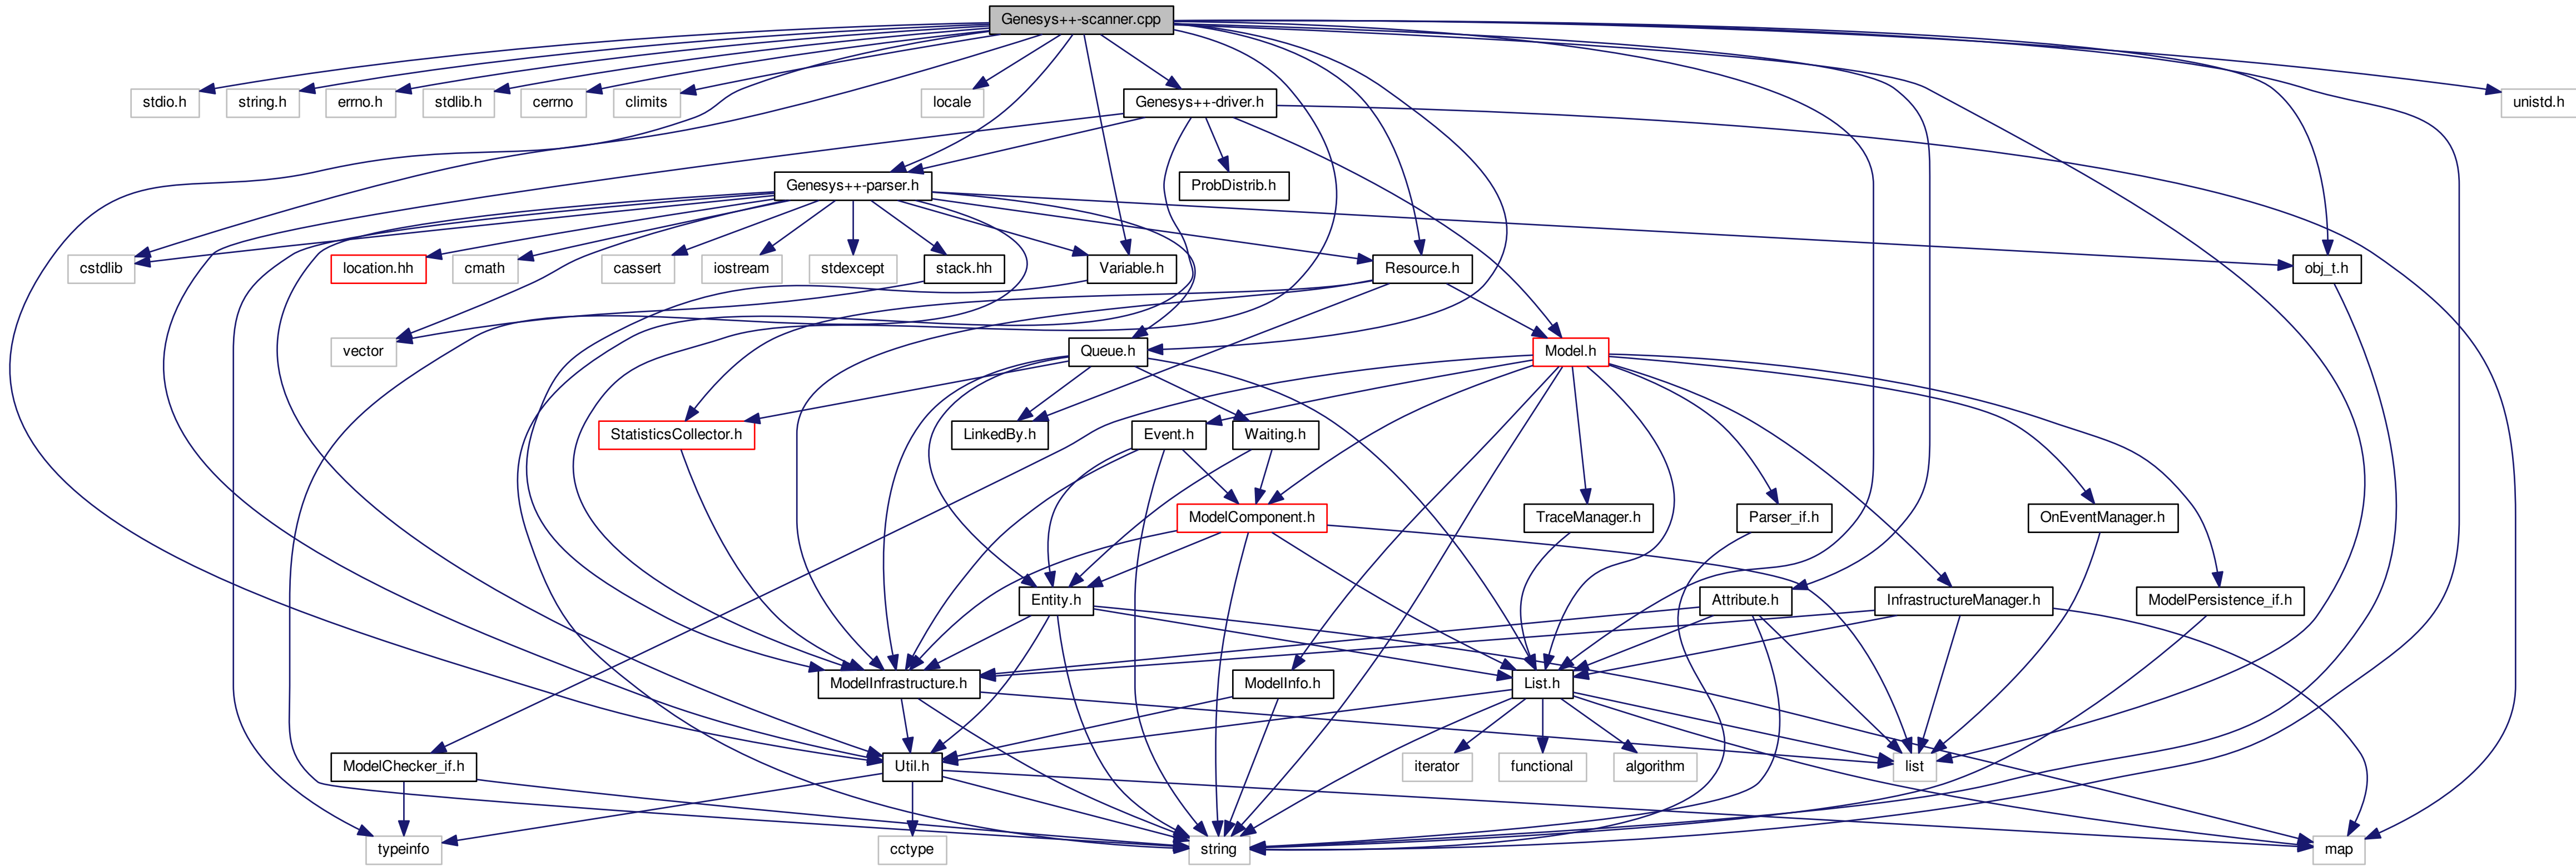 Genesys++-scanner.cpp
stdio.h
string.h
errno.h
stdlib.h
cerrno
climits
locale
Genesys++-driver.h
unistd.h
Genesys++-parser.h
ProbDistrib.h
cstdlib
location.hh
cmath
cassert
iostream
stdexcept
stack.hh
Variable.h
Resource.h
obj_t.h
vector
Queue.h
Model.h
StatisticsCollector.h
LinkedBy.h
Event.h
Waiting.h
ModelComponent.h
TraceManager.h
Parser_if.h
OnEventManager.h
Entity.h
Attribute.h
InfrastructureManager.h
ModelPersistence_if.h
ModelInfrastructure.h
ModelInfo.h
List.h
ModelChecker_if.h
Util.h
iterator
functional
algorithm
list
typeinfo
cctype
string
map